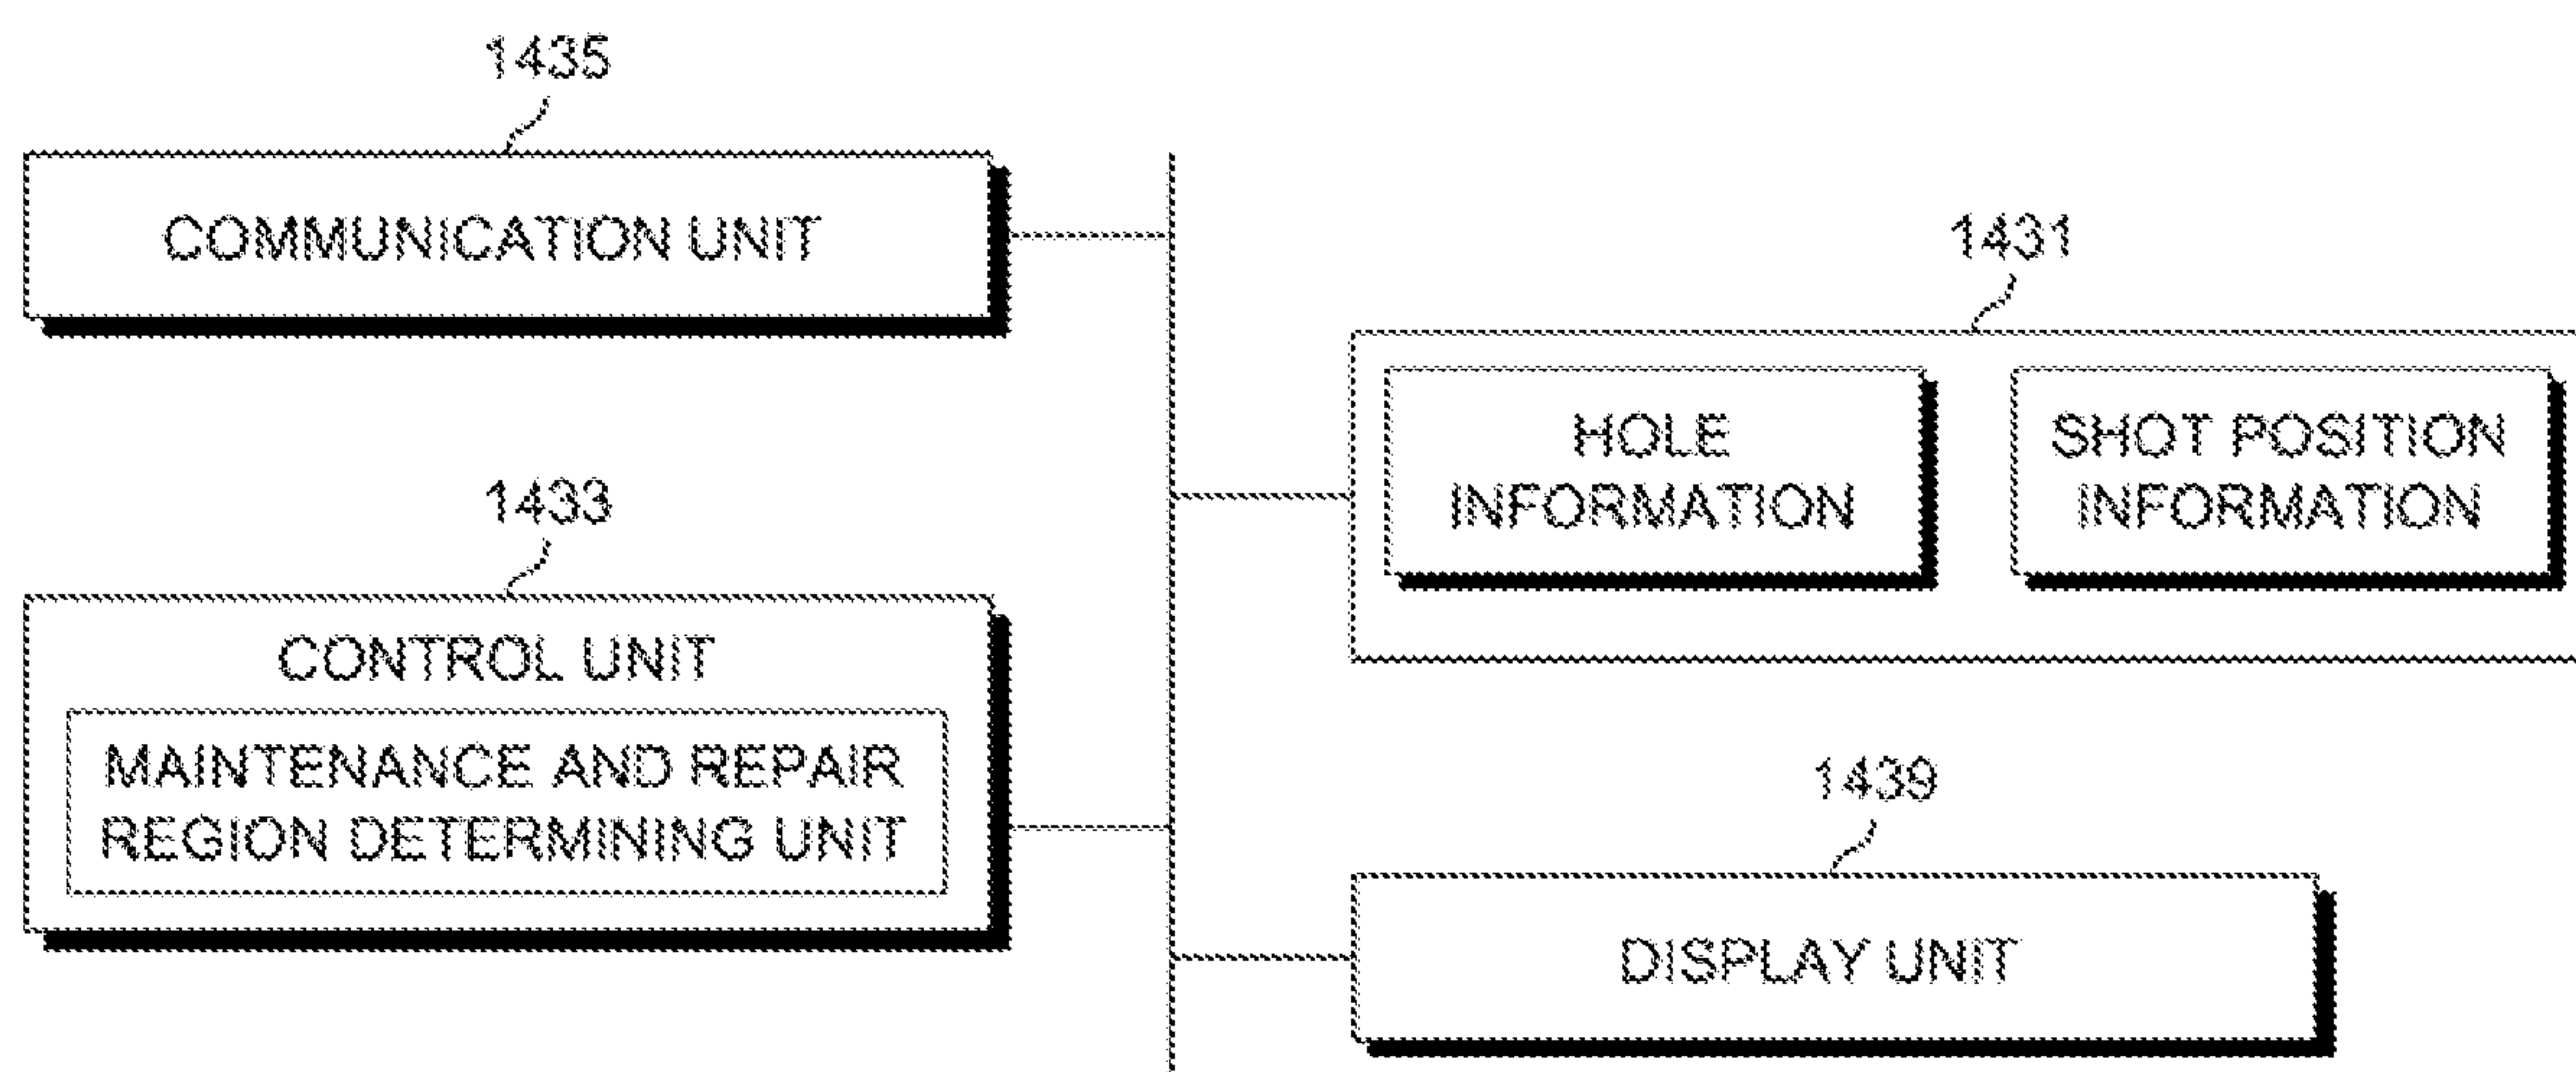 1435
COMMUNICATION UNIT
1431
HOLE
INFORMATION
SHOT POSITION
INFORMATION
1433
CONTROL UNIT
MAINTENANCE AND REPAIR
REGION DETERMINING UNIT
1439
DISPLAY UNIT